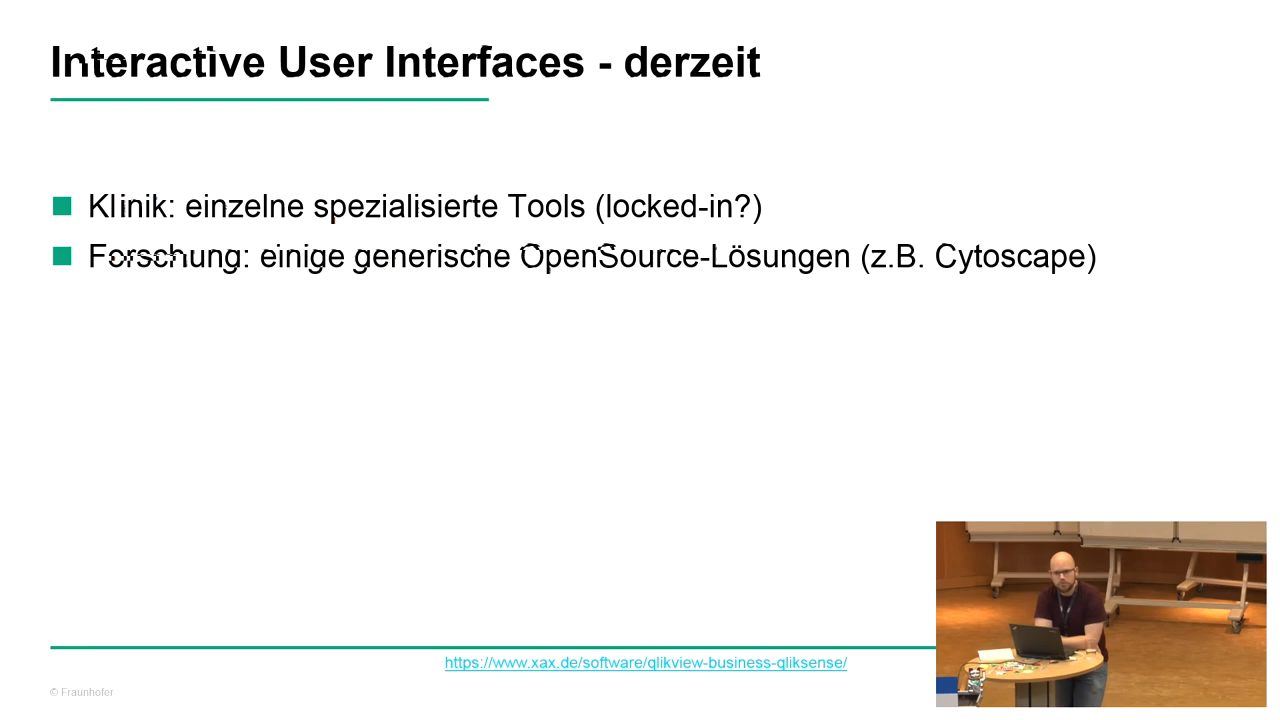 Interactive User Interfaces - derzeit
Klinik: einzelne spezialisierte Tools (locked-in?)
Forschung: einige generische OpenSource-Lösungen (z.B. Cytoscape)
https://www.xax.de/software/qlikview-business-qliksense/
© Fraunhofer